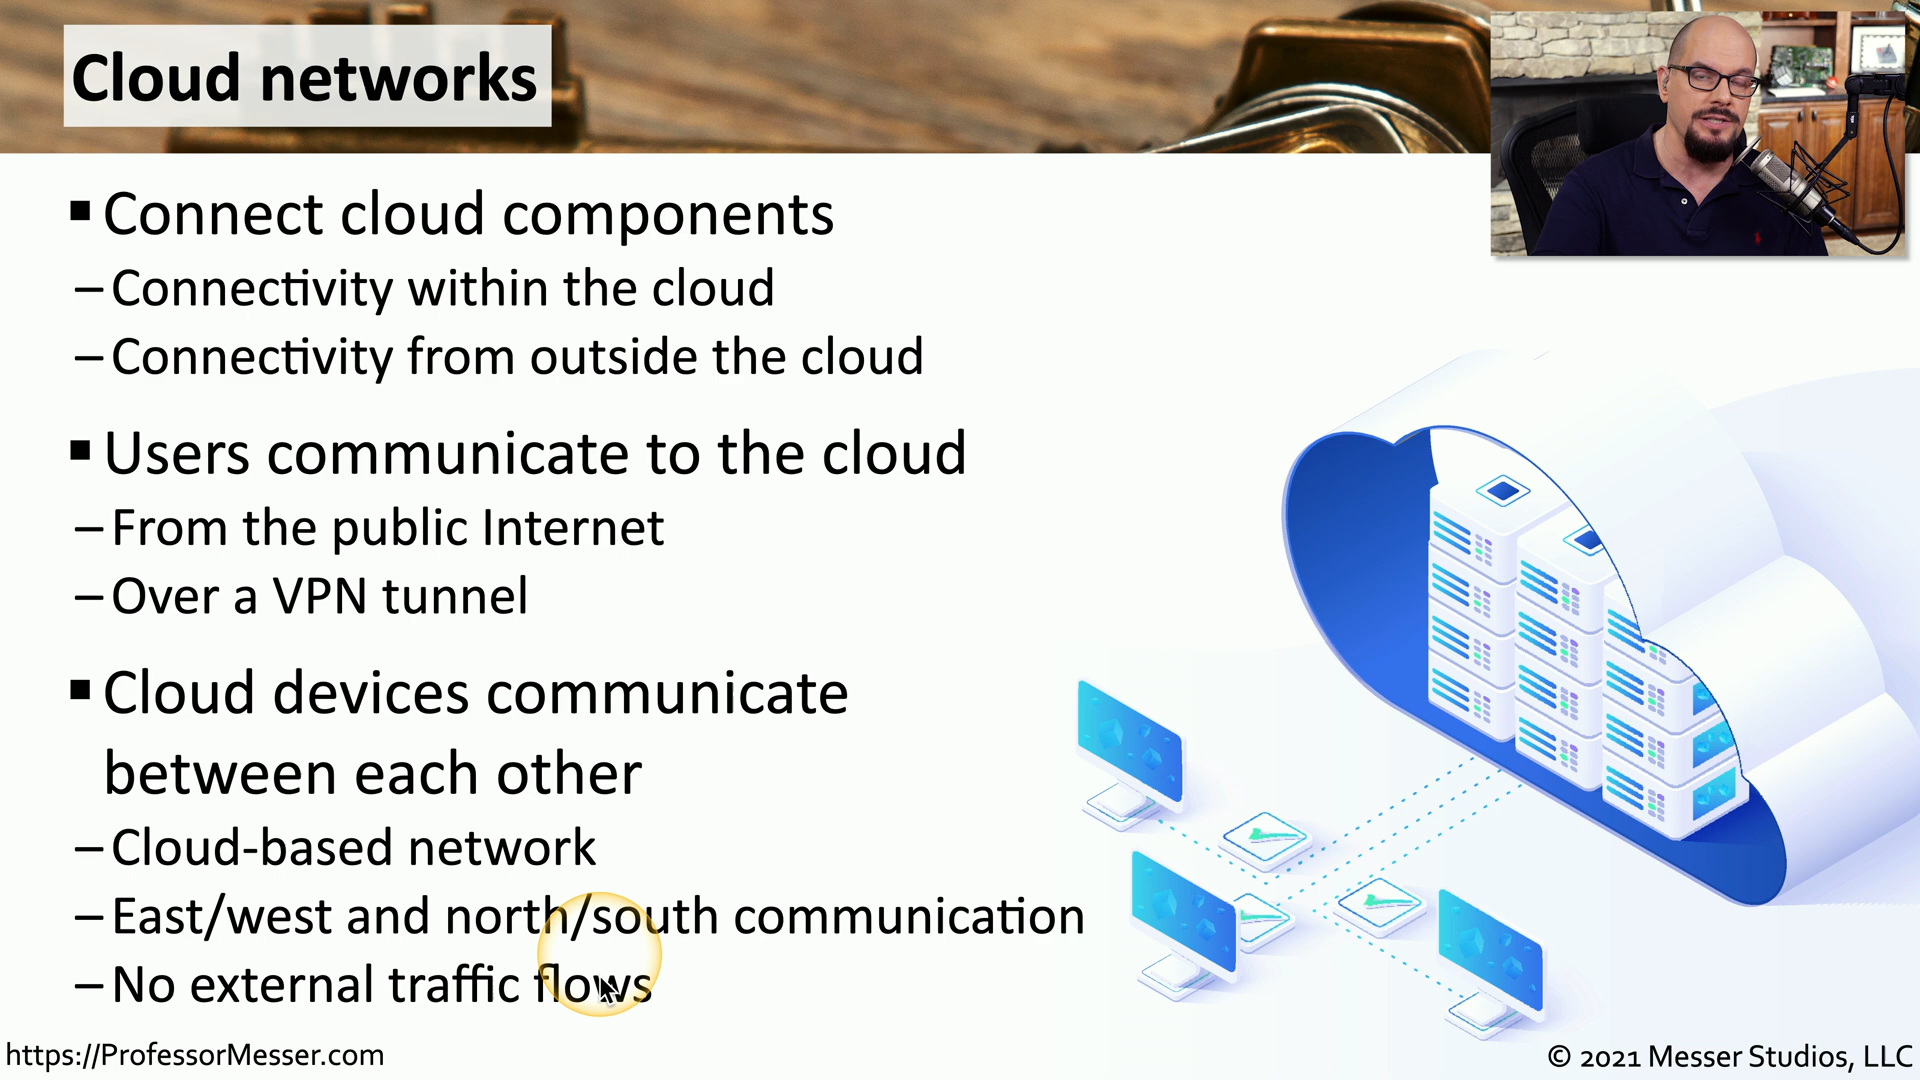 Cloud networks
▪ Connect cloud components
– Connectivity within the cloud
– Connectivity from outside the cloud
▪ Users communicate to the cloud
– From the public Internet
– Over a VPN tunnel
▪ Cloud devices communicate
between each other
– Cloud-based network
– East/west and north/south communication
– No external traffic flows
https://ProfessorMesser.com
© 2021 Messer Studios, LLC